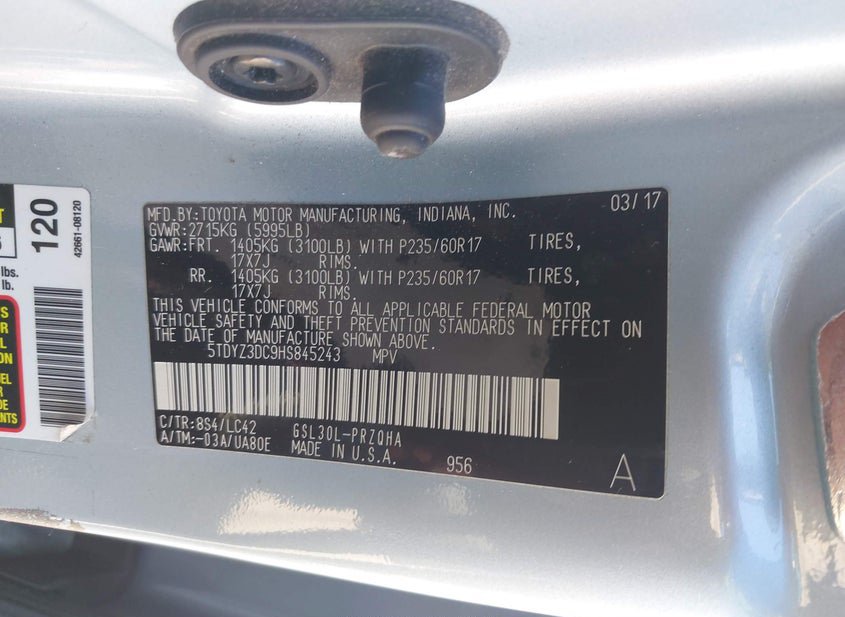 MFD.BY:TOYOTA MOTOR MANUFACTURING, INDIANA, INC. 03/17
GVWR:2715KG (5995LB)
GAWR:FRT. 1405KG (3100LB) WITH P235/60R17 TIRES,
17X7J RIMS.
RR. 1405KG (3100LB) WITH P235/60R17 TIRES,
17X7J RIMS.
THIS VEHICLE CONFORMS TO ALL APPLICABLE FEDERAL MOTOR
VEHICLE SAFETY AND THEFT PREVENTION STANDARDS IN EFFECT ON
THE DATE OF MANUFACTURE SHOWN ABOVE.
5TDYZ3DC9HS845243 MPV
C/TR:8S4/LC42 GSL30L-PRZQHA
A/TM:-03A/UA80E MADE IN U.S.A. 956
A
120
42661-08120
lbs.
lb.